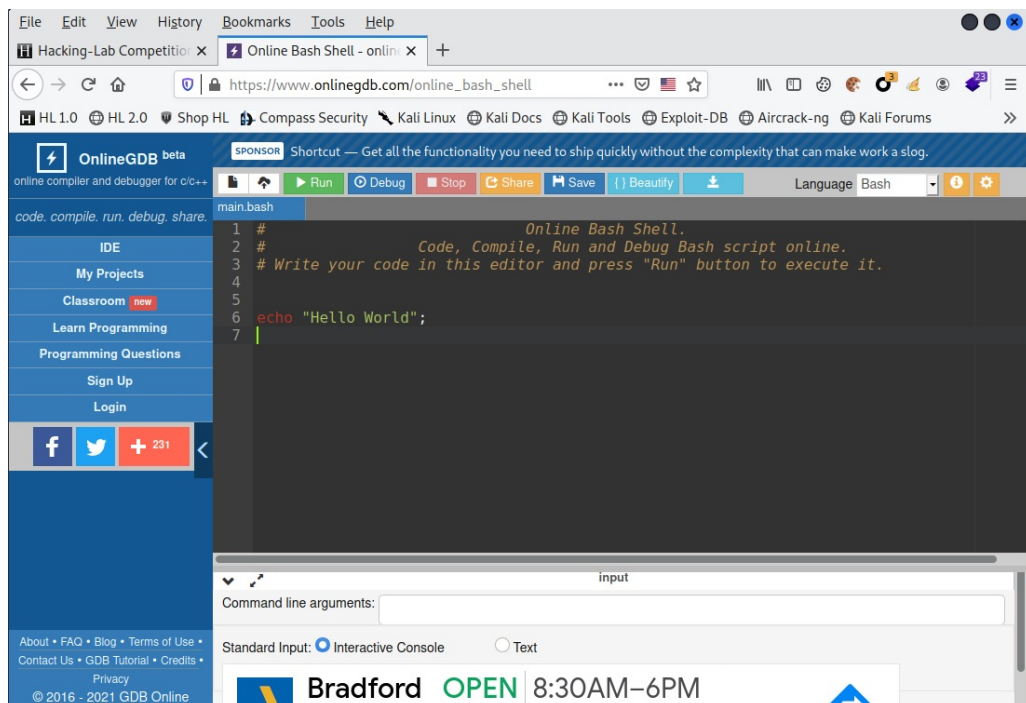 File Edit View History Bookmarks Tools Help
Hacking-Lab Competition Online Bash Shell - online
https://www.onlinegdb.com/online_bash_shell 3 23
HL 1.0 HL 2.0 Shop HL Compass Security Kali Linux Kali Docs Kali Tools Exploit-DB Aircrack-ng Kali Forums
OnlineGDB beta
online compiler and debugger for c/c++
code. compile. run. debug. share.
IDE
My Projects
Classroom new
Learn Programming
Programming Questions
Sign Up
Login
231
About • FAQ • Blog • Terms of Use •
Contact Us • GDB Tutorial • Credits •
Privacy
© 2016 - 2021 GDB Online
SPONSOR Shortcut — Get all the functionality you need to ship quickly without the complexity that can make work a slog.
Run Debug Stop Share Save { } Beautify Language Bash
main.bash
1 # Online Bash Shell.
2 # Code, Compile, Run and Debug Bash script online.
3 # Write your code in this editor and press "Run" button to execute it.
4
5
6 echo "Hello World";
7
input
Command line arguments:
Standard Input: Interactive Console Text
Bradford OPEN 8:30AM–6PM